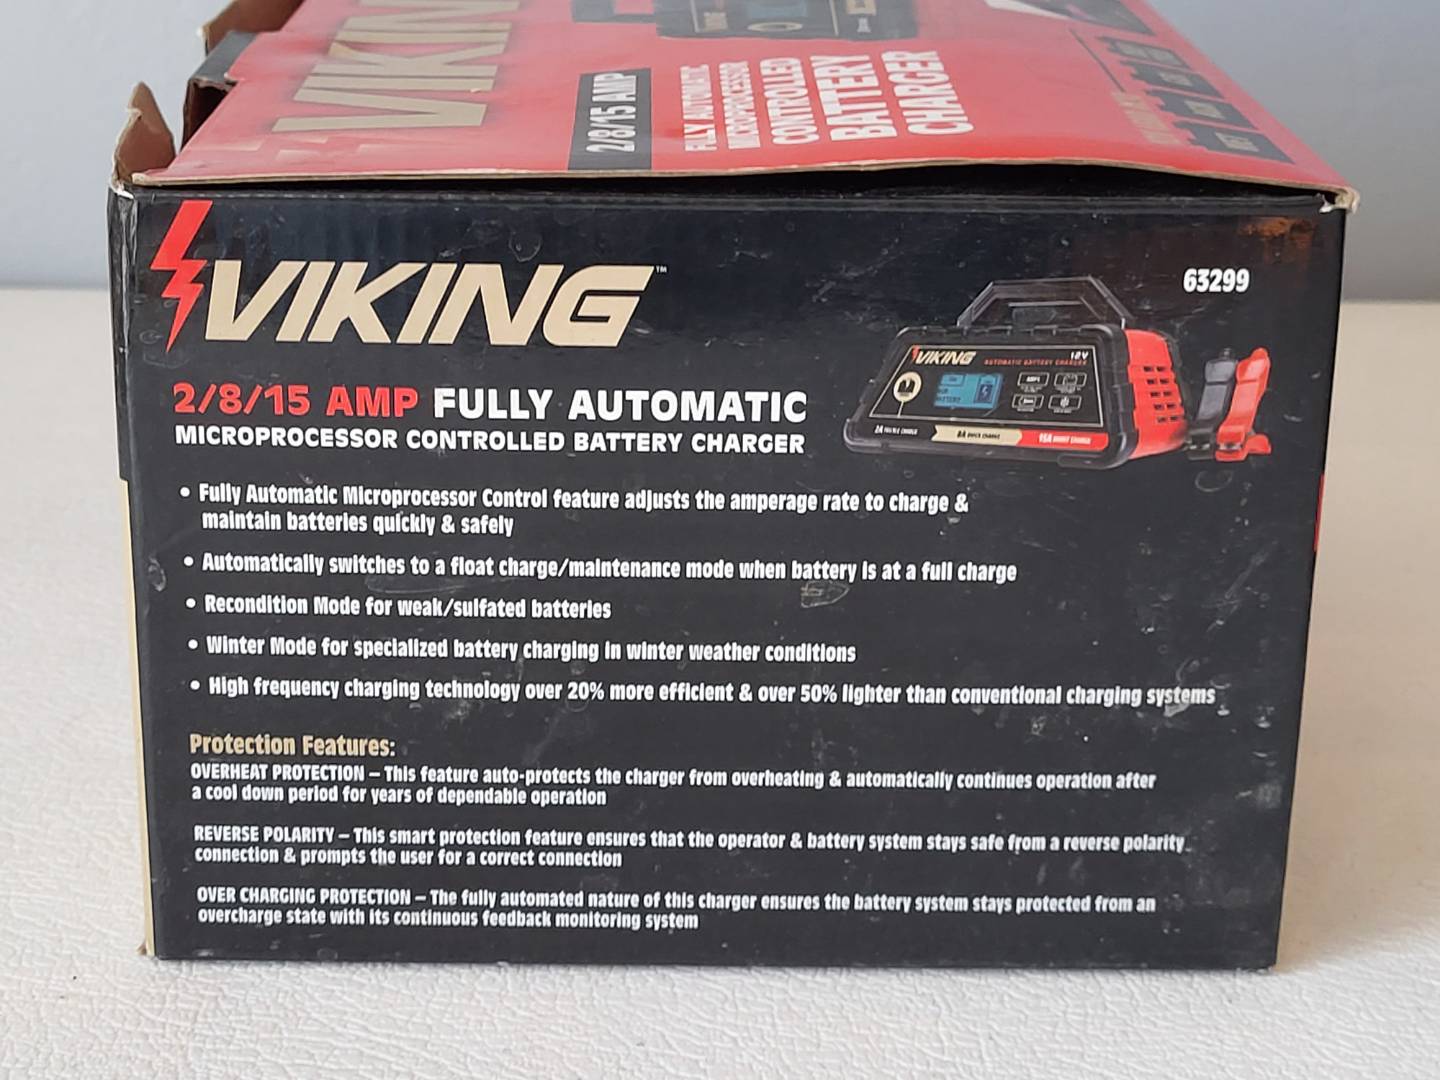 VIKIN
2/8/15 AMP
FULLY AUTOMATIC
MICROPROCESSOR
CONTROLLED
BATTERY
CHARGER
VIKING™
63299
VIKING
12V
AUTOMATIC BATTERY CHARGER
2/8/15 AMP FULLY AUTOMATIC
MICROPROCESSOR CONTROLLED BATTERY CHARGER
• Fully Automatic Microprocessor Control feature adjusts the amperage rate to charge &
maintain batteries quickly & safely
• Automatically switches to a float charge/maintenance mode when battery is at a full charge
• Recondition Mode for weak/sulfated batteries
• Winter Mode for specialized battery charging in winter weather conditions
• High frequency charging technology over 20% more efficient & over 50% lighter than conventional charging systems
Protection Features:
OVERHEAT PROTECTION – This feature auto-protects the charger from overheating & automatically continues operation after
a cool down period for years of dependable operation
REVERSE POLARITY – This smart protection feature ensures that the operator & battery system stays safe from a reverse polarity
connection & prompts the user for a correct connection
OVER CHARGING PROTECTION – The fully automated nature of this charger ensures the battery system stays protected from an
overcharge state with its continuous feedback monitoring system